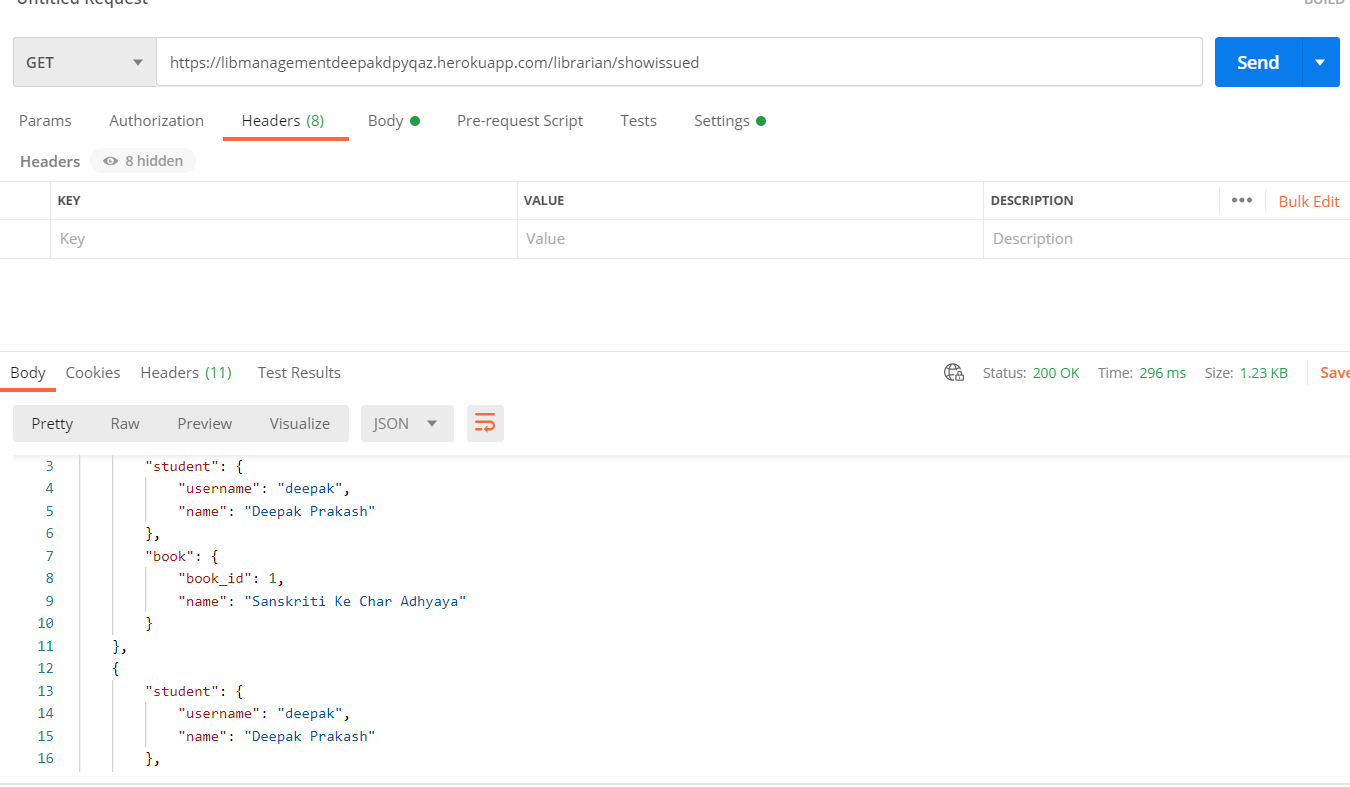 Untitled Request BUILD
GET https://libmanagementdeepakdpyqaz.herokuapp.com/librarian/showissued Send
Params Authorization Headers (8) Body Pre-request Script Tests Settings
Headers 8 hidden
KEY VALUE DESCRIPTION ••• Bulk Edit
Key Value Description
Body Cookies Headers (11) Test Results Status: 200 OK Time: 296 ms Size: 1.23 KB Save
Pretty Raw Preview Visualize JSON
3 "student": {
4 "username": "deepak",
5 "name": "Deepak Prakash"
6 },
7 "book": {
8 "book_id": 1,
9 "name": "Sanskriti Ke Char Adhyaya"
10 }
11 },
12 {
13 "student": {
14 "username": "deepak",
15 "name": "Deepak Prakash"
16 },